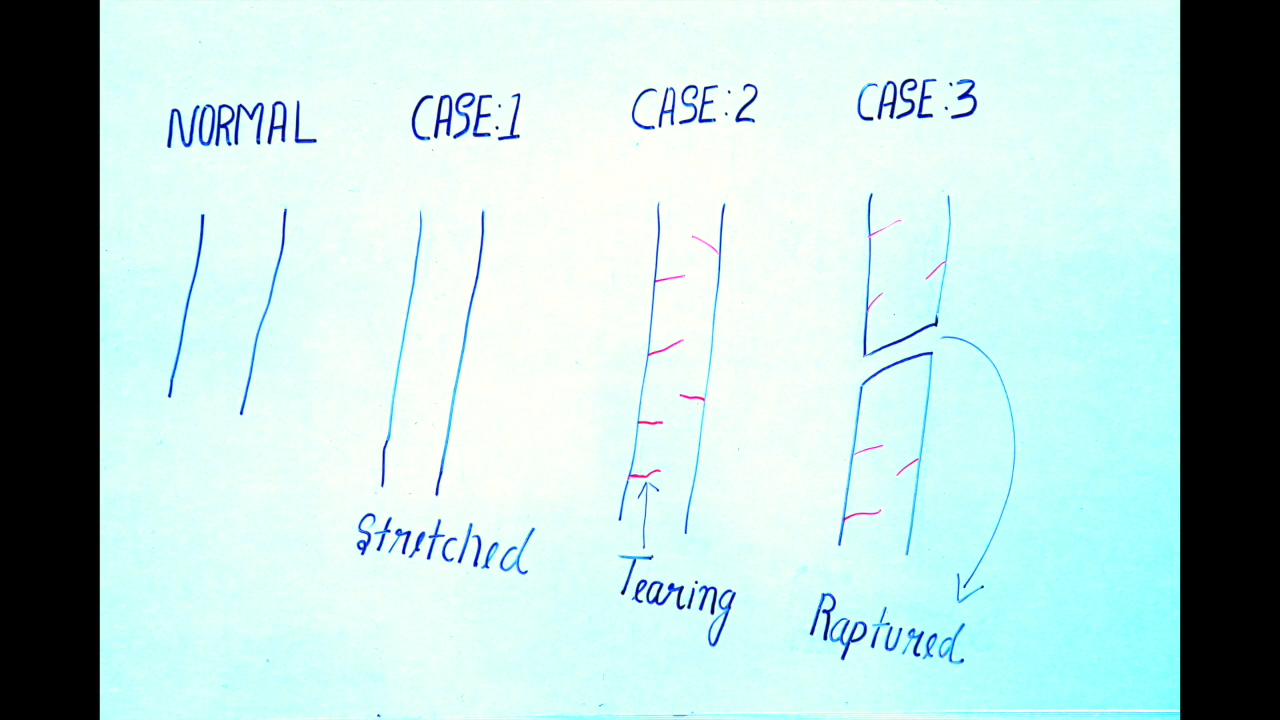 NORMAL
CASE:1
CASE:2
CASE:3
Stretched
Tearing
Raptured